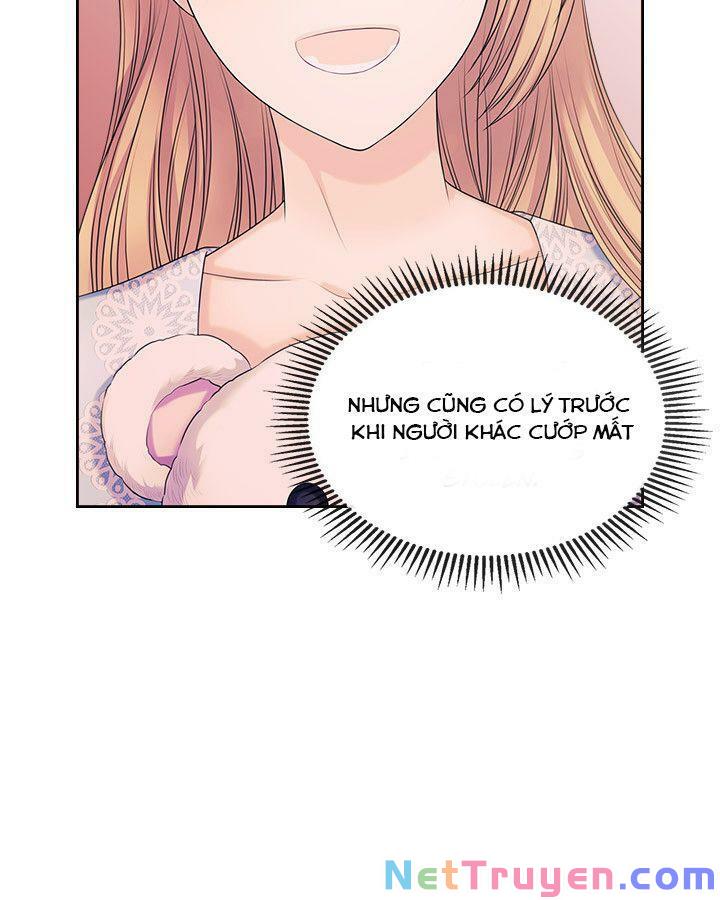 NHƯNG CŨNG CÓ LÝ TRƯỚC
KHI NGƯỜI KHÁC CƯỚP MẤT
NetTruyen.com